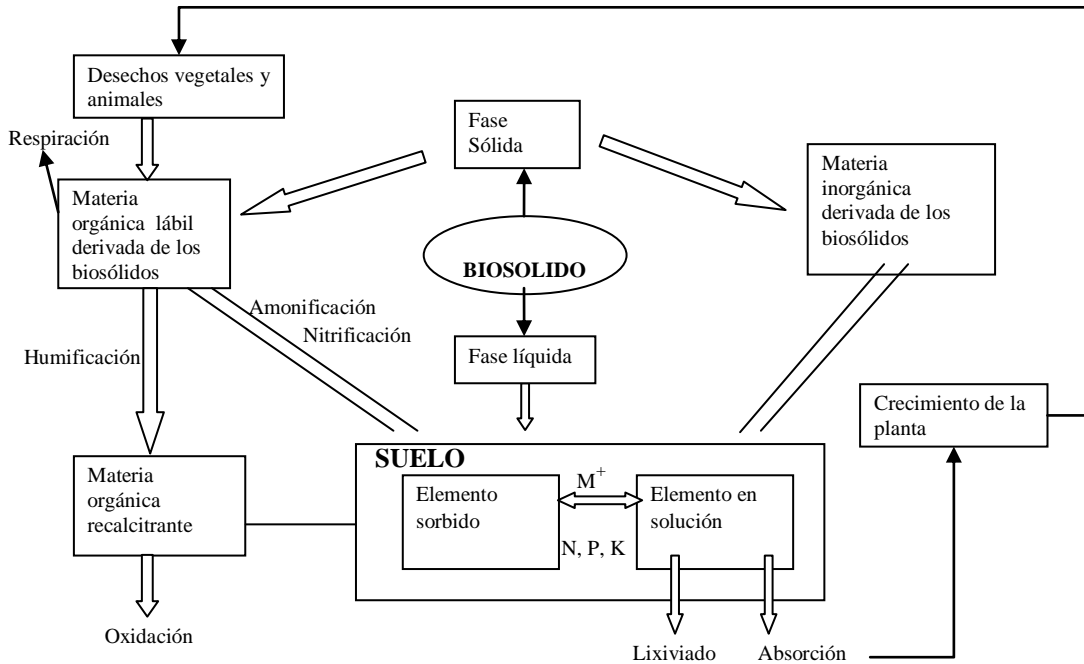 Desechos vegetales y
animales
Respiración
Fase
Sólida
Materia
inorgánica
derivada de los
biosólidos
Materia
orgánica lábil
derivada de los
biosólidos
BIOSOLIDO
Amonificación
Nitrificación
Humificación
Fase líquida
Crecimiento de la
planta
SUELO
Materia
orgánica
recalcitrante
Elemento
sorbido
M+
N, P, K
Elemento en
solución
Oxidación
Lixiviado
Absorción